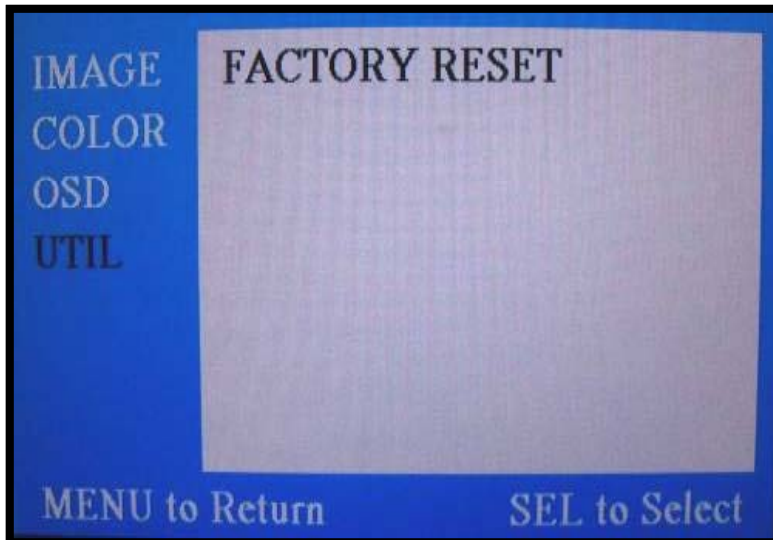 IMAGE
COLOR
OSD
UTIL
FACTORY RESET
MENU to Return
SEL to Select